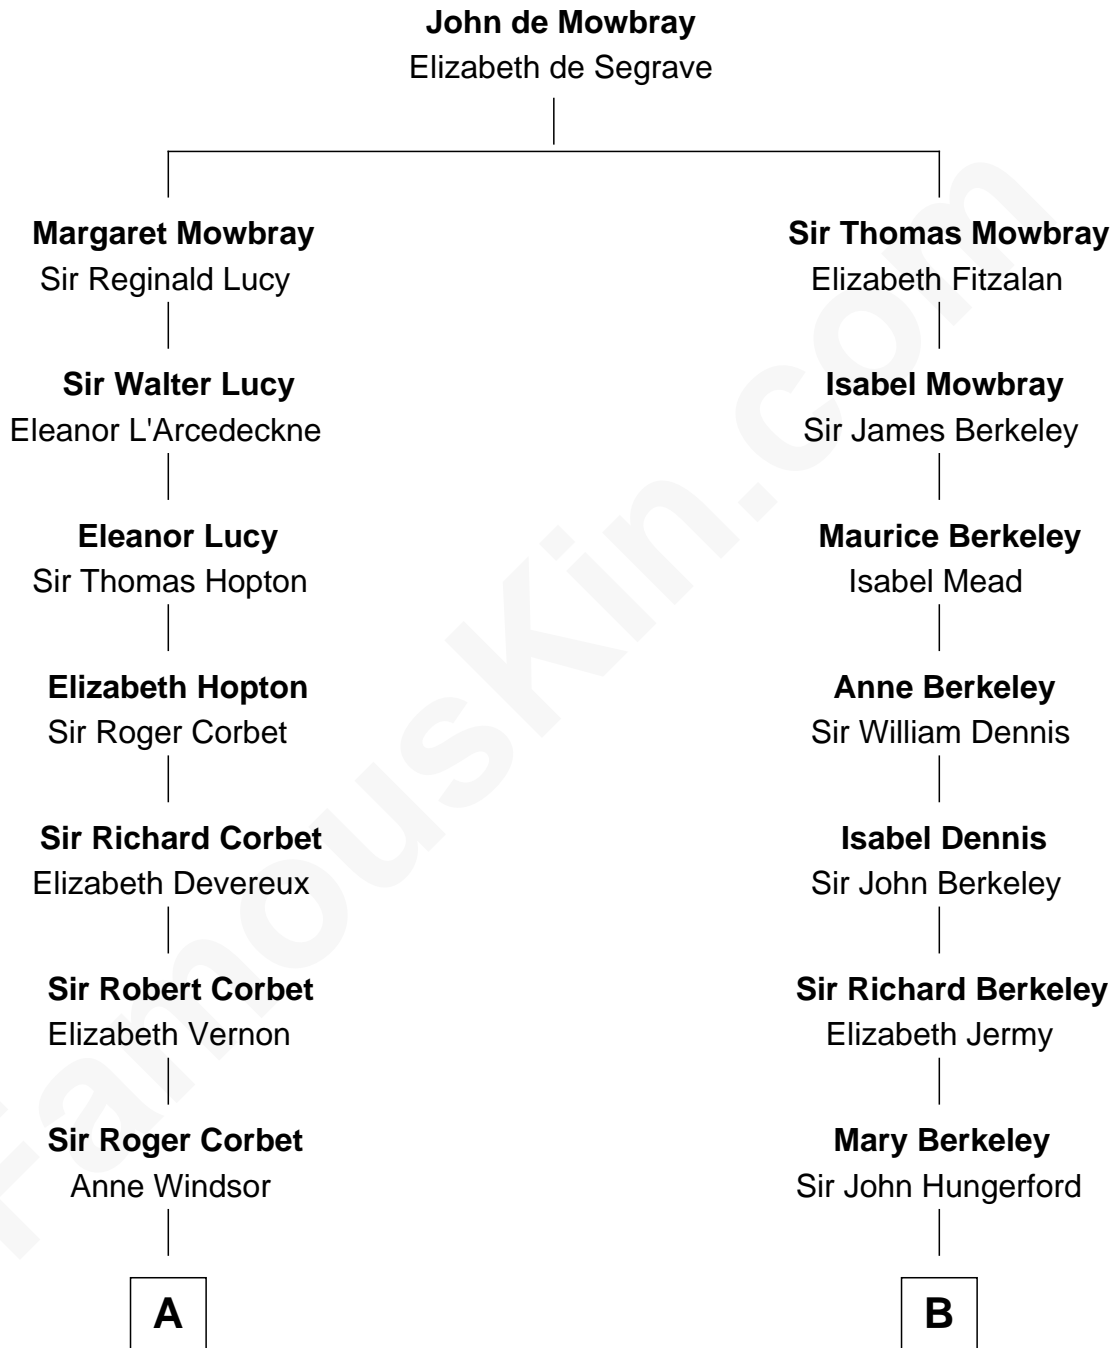 John de Mowbray
Elizabeth de Segrave
Margaret Mowbray
Sir Reginald Lucy
Sir Thomas Mowbray
Elizabeth Fitzalan
Sir Walter Lucy
Eleanor L'Arcedeckne
Isabel Mowbray
Sir James Berkeley
Eleanor Lucy
Sir Thomas Hopton
Maurice Berkeley
Isabel Mead
Elizabeth Hopton
Sir Roger Corbet
Anne Berkeley
Sir William Dennis
Sir Richard Corbet
Elizabeth Devereux
Isabel Dennis
Sir John Berkeley
Sir Robert Corbet
Elizabeth Vernon
Sir Richard Berkeley
Elizabeth Jermy
Sir Roger Corbet
Anne Windsor
Mary Berkeley
Sir John Hungerford
A
B
FamousKin.com